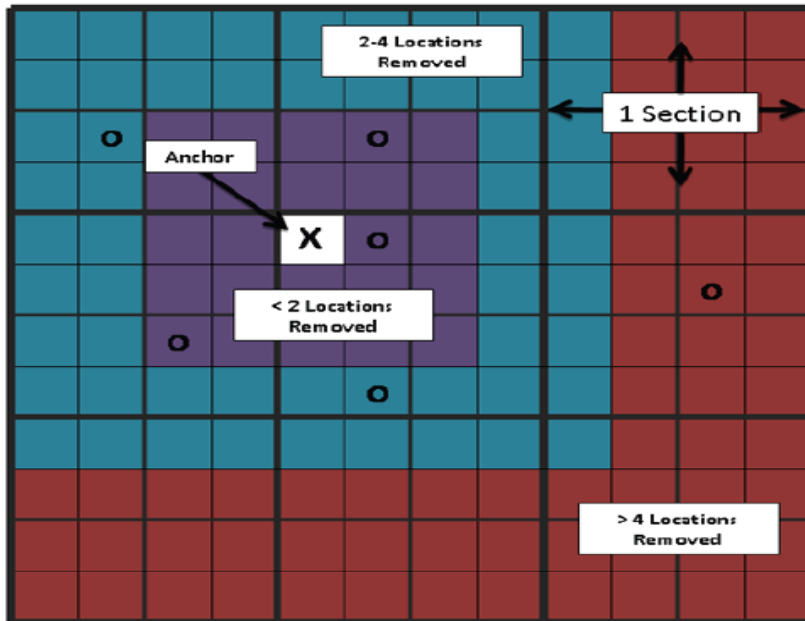 2-4 Locations
Removed
1 Section
o
o
Anchor
X
o
< 2 Locations
Removed
o
o
o
> 4 Locations
Removed